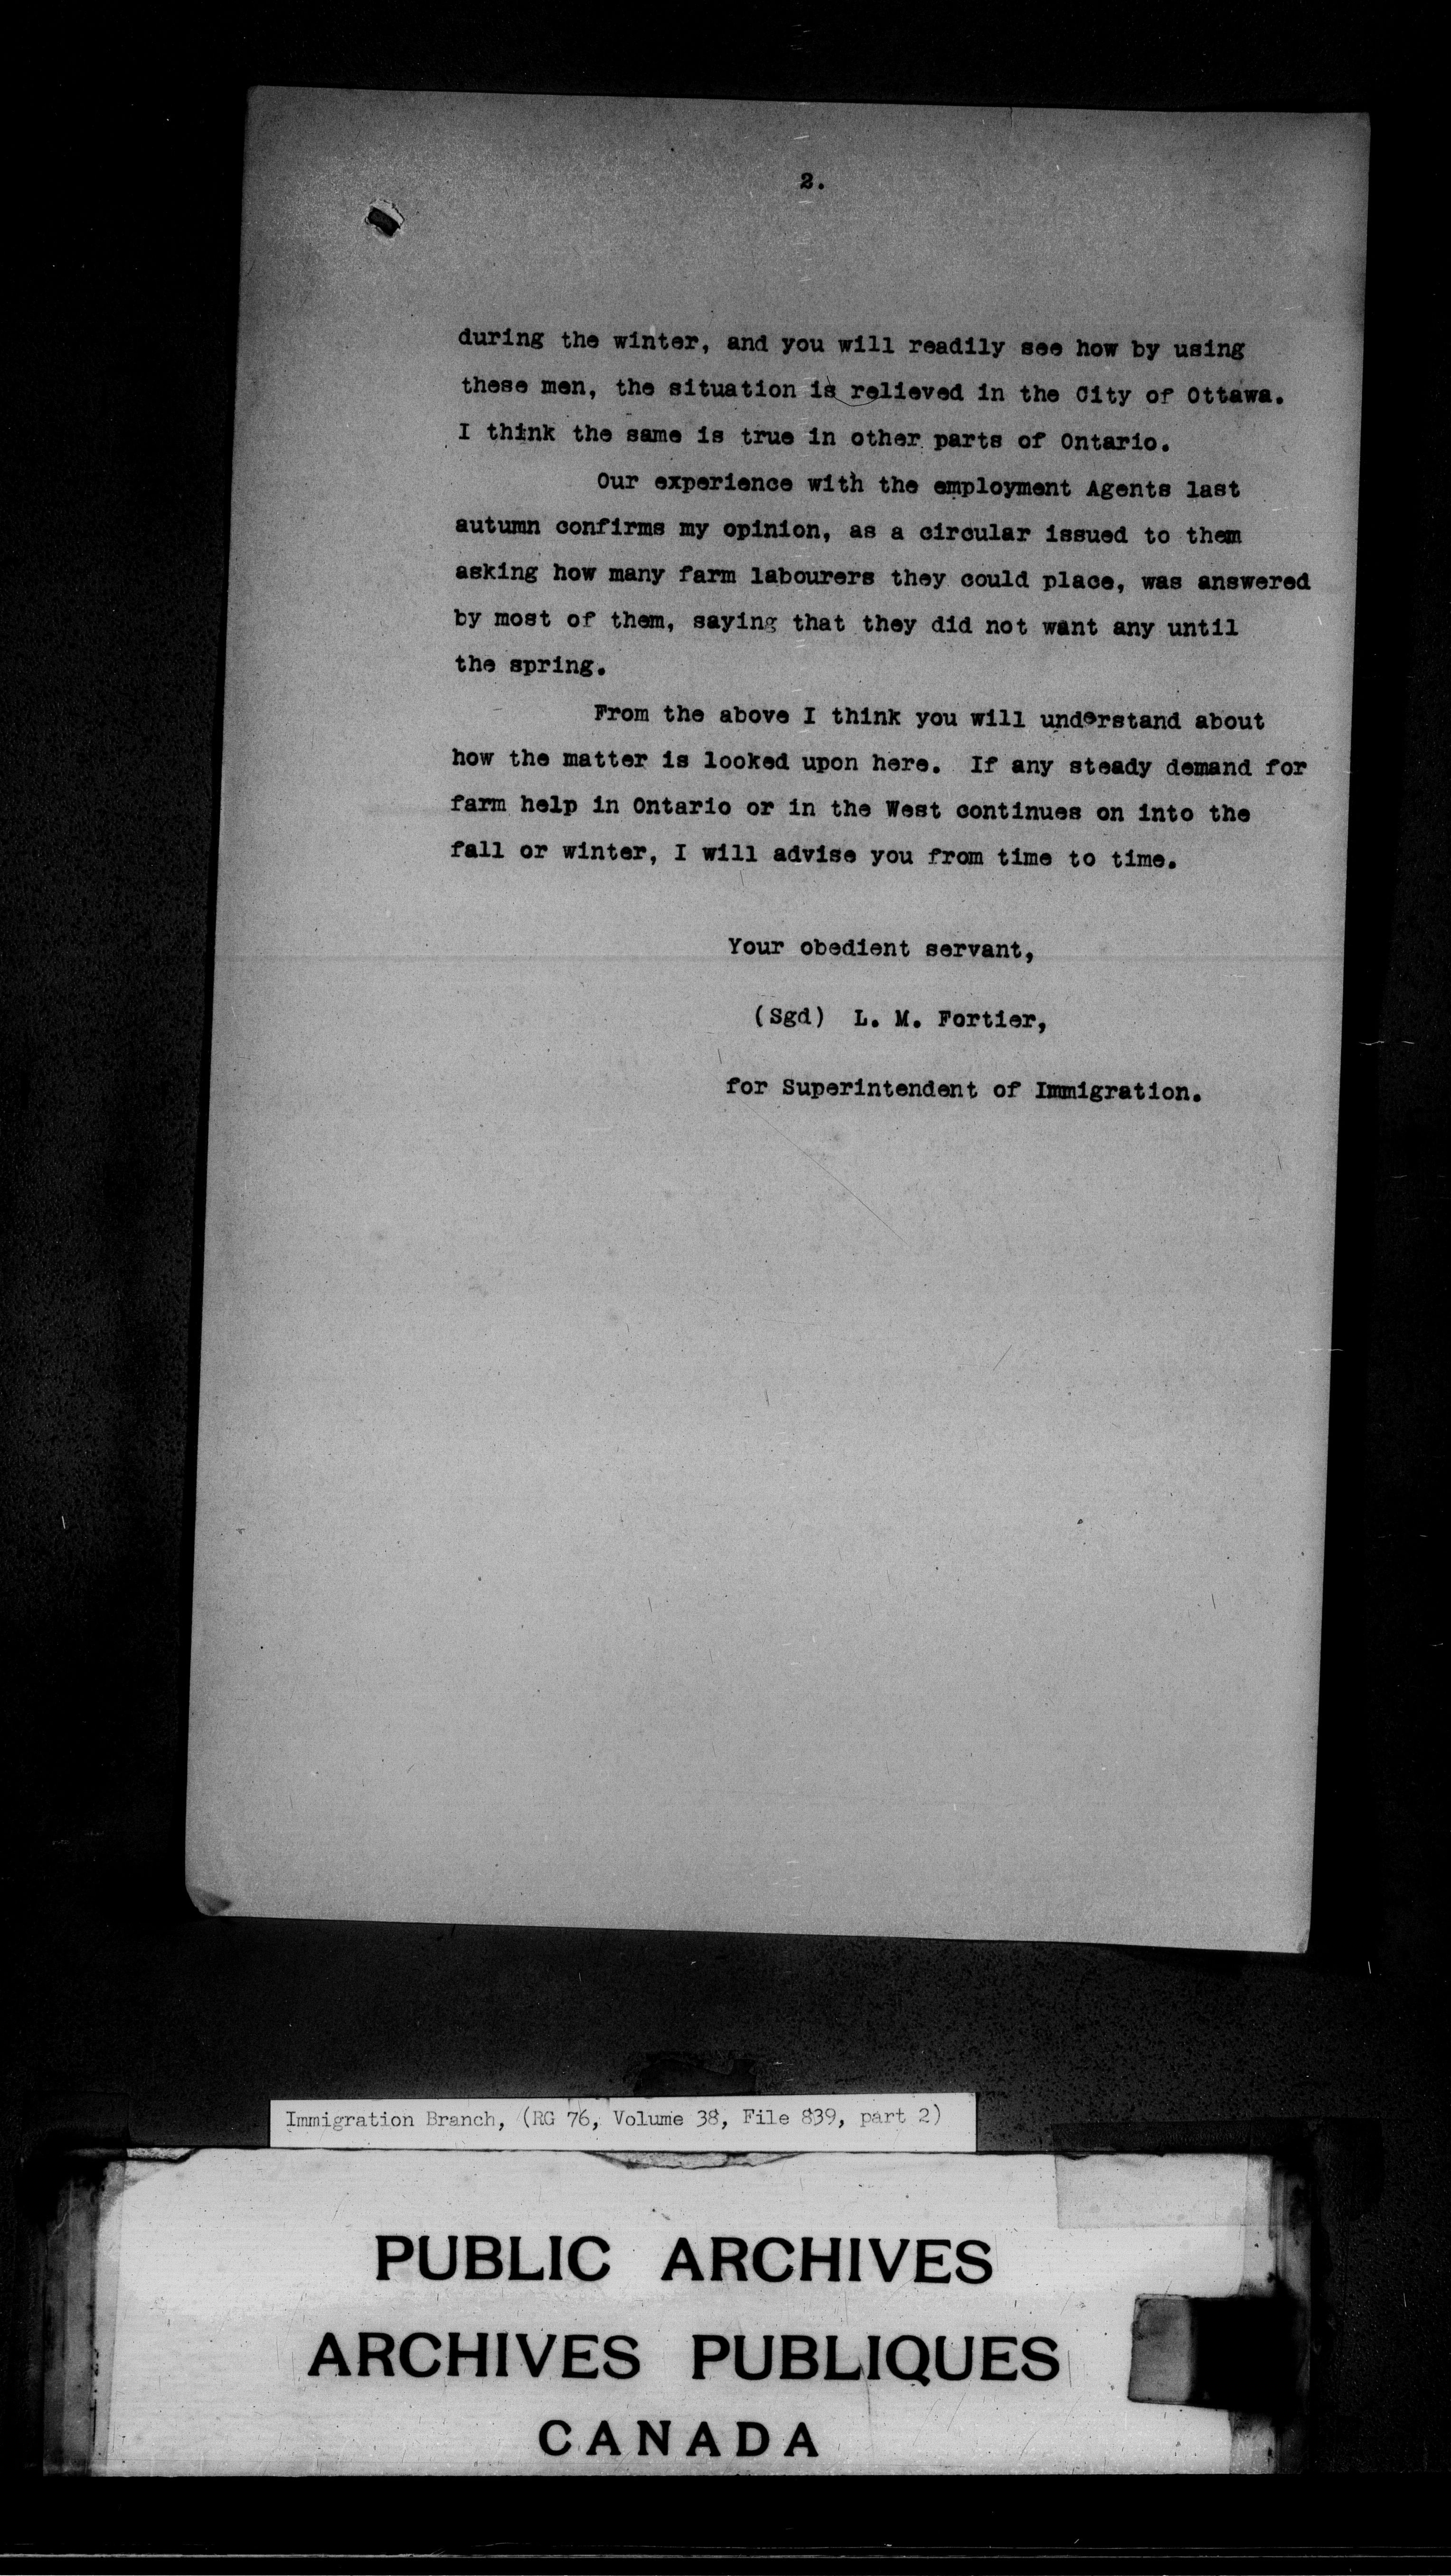 2.
during the winter, and you will readily see how by using
these men, the situation is relieved in the City of Ottawa.
I think the same is true in other parts of Ontario.
Our experience with the employment Agents last
autumn confirms my opinion, as a circular issued to them
asking how many farm labourers they could place, was answered
by most of them, saying that they did not want any until
the spring.
From the above I think you will understand about
how the matter is looked upon here. If any steady demand for
farm help in Ontario or in the West continues on into the
fall or winter, I will advise you from time to time.
Your obedient servant,
(Sgd) L. M. Fortier,
for Superintendent of Immigration.
Immigration Branch, (RG 76, Volume 38, File 839, part 2)
PUBLIC ARCHIVES
ARCHIVES PUBLIQUES
CANADA